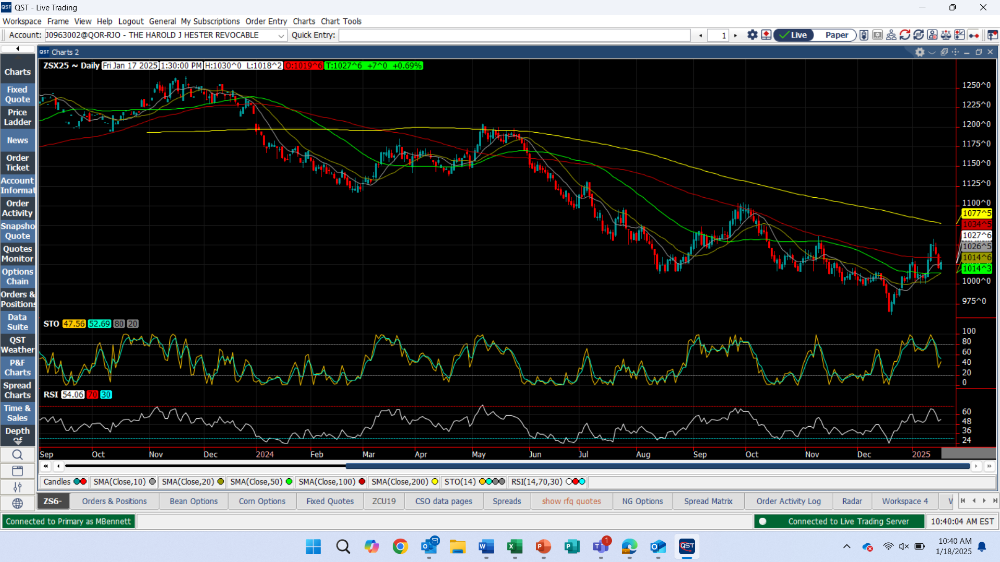 QST QST - Live Trading
Workspace Frame View Help Logout General My Subscriptions Order Entry Charts Chart Tools
Account: J0963002@QOR-RJO - THE HAROLD J HESTER REVOCABLE Quick Entry: 1 Live Paper
QST Charts 2
ZSX25 ~ Daily Fri Jan 17 2025 1:30:00 PM H:1030^0 L:1018^2 O:1019^6 T:1027^6 +7^0 +0.69%
Charts
Fixed
Quote
Price
Ladder
News
Order
Ticket
Account
Informat
Order
Activity
Snapsho
Quote
Quotes
Monitor
Options
Chain
Orders &
Positions
Data
Suite
QST
Weather
P&F
Charts
Spread
Charts
Time &
Sales
Depth
Of
1250^0
1225^0
1200^0
1175^0
1150^0
1125^0
1100^0
1077^5
1034^5
1027^6
1026^5
1014^6
1014^3
1000^0
975^0
STO 47.56 52.69 80 20
100
80
60
40
20
0
RSI 54.06 70 30
60
48
36
24
Sep Oct Nov Dec 2024 Feb Mar Apr May Jun Jul Aug Sep Oct Nov Dec 2025
Candles SMA(Close,10) SMA(Close,20) SMA(Close,50) SMA(Close,100) SMA(Close,200) STO(14) RSI(14,70,30)
ZS6- Orders & Positions Bean Options Corn Options Fixed Quotes ZCU19 CSO data pages Spreads show rfq quotes NG Options Spread Matrix Order Activity Log Radar Workspace 4
Connected to Primary as MBennett Connected to Live Trading Server 10:40:04 AM EST
1
QST
10:40 AM
1/18/2025